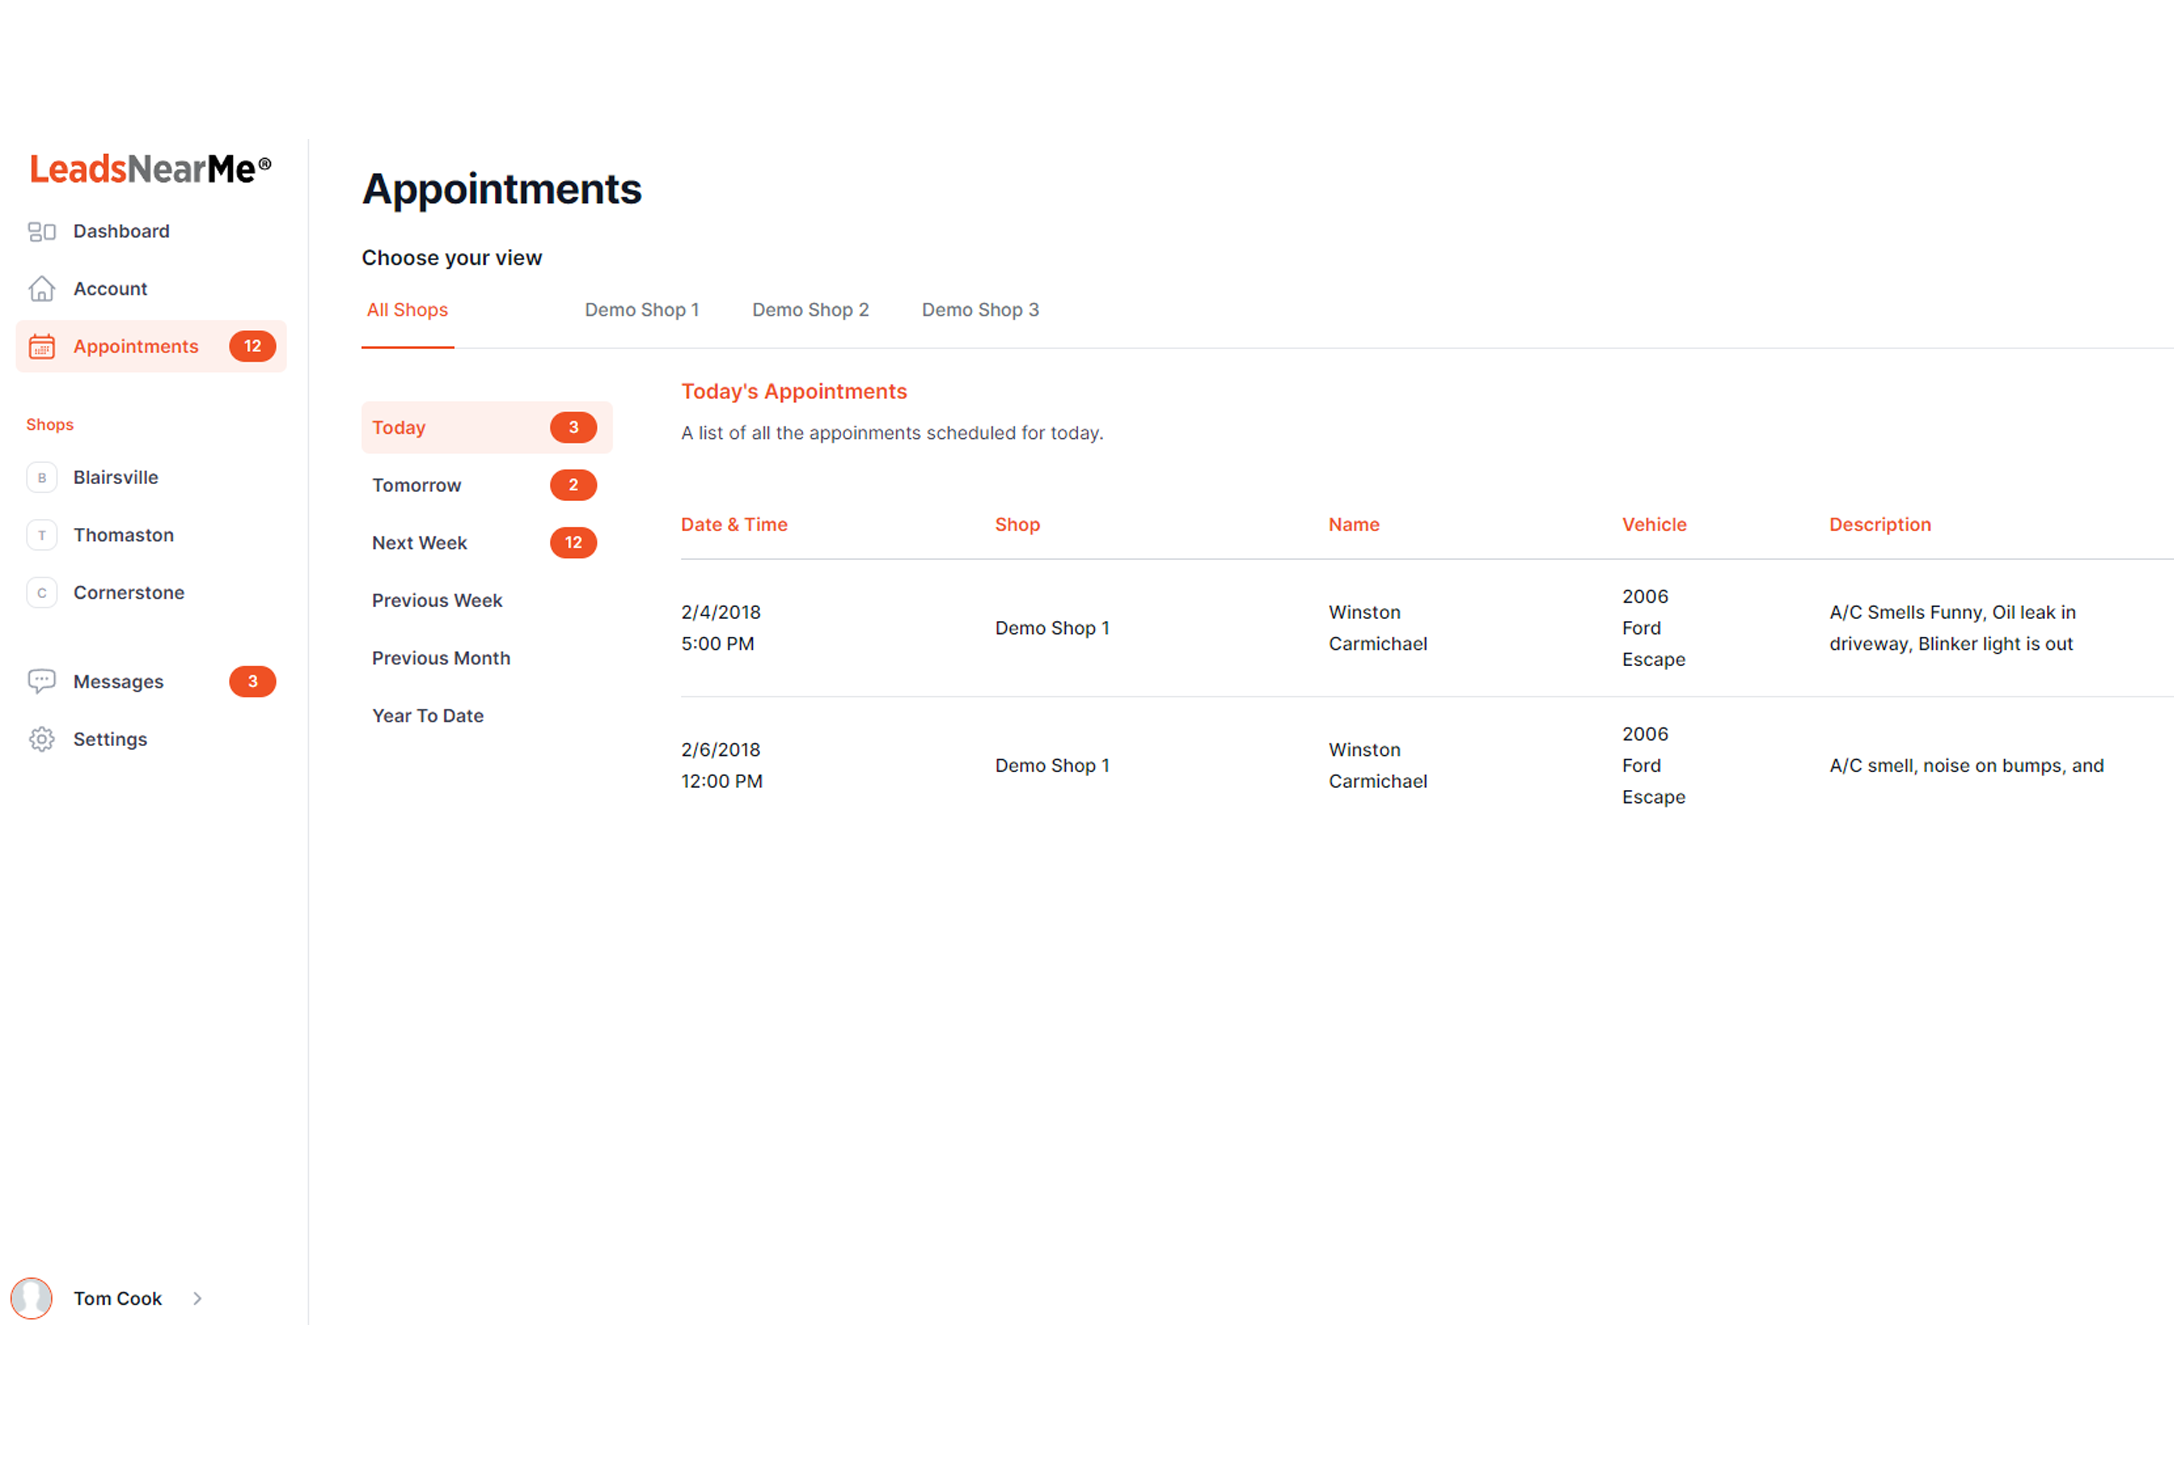 LeadsNearMe®
Dashboard
Account
Appointments 12
Shops
B Blairsville
T Thomaston
C Cornerstone
Messages 3
Settings
Tom Cook
Appointments
Choose your view
All Shops Demo Shop 1 Demo Shop 2 Demo Shop 3
Today 3
Tomorrow 2
Next Week 12
Previous Week
Previous Month
Year To Date
Today's Appointments
A list of all the appoinments scheduled for today.
Date & Time Shop Name Vehicle Description
2/4/2018
5:00 PM
Demo Shop 1
Winston
Carmichael
2006
Ford
Escape
A/C Smells Funny, Oil leak in
driveway, Blinker light is out
2/6/2018
12:00 PM
Demo Shop 1
Winston
Carmichael
2006
Ford
Escape
A/C smell, noise on bumps, and